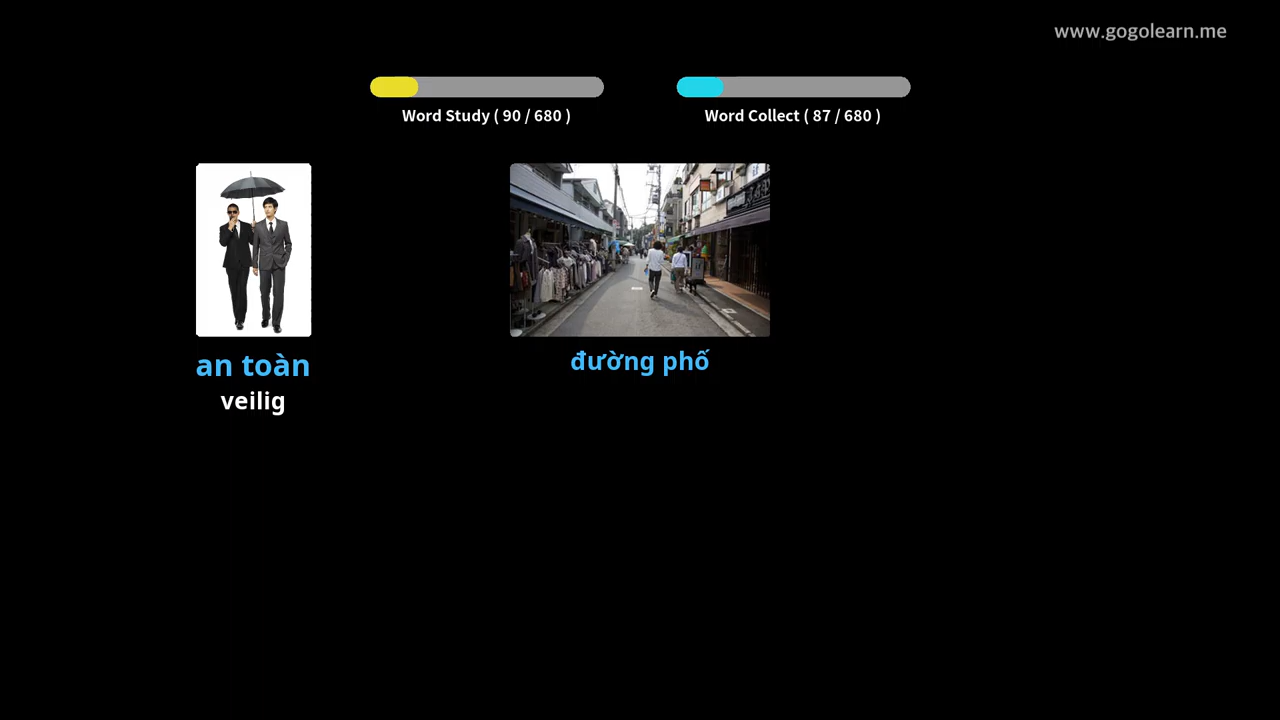 www.gogolearn.me
Word Study ( 90 / 680 )
Word Collect ( 87 / 680 )
an toàn
veilig
đường phố